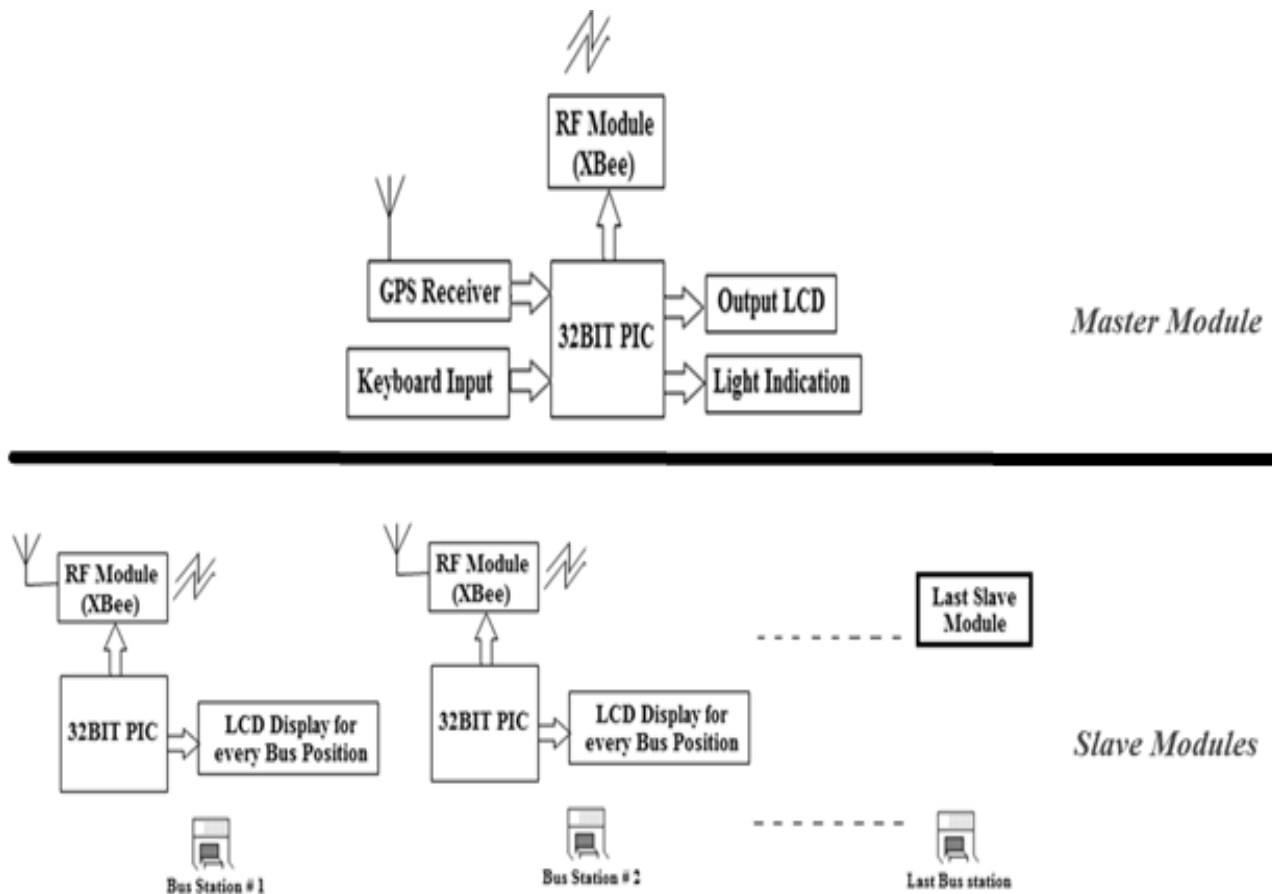 RF Module
(XBee)
GPS Receiver
Keyboard Input
32BIT PIC
Output LCD
Light Indication
Master Module
RF Module
(XBee)
32BIT PIC
LCD Display for
every Bus Position
Bus Station #1
RF Module
(XBee)
32BIT PIC
LCD Display for
every Bus Position
Bus Station #2
Last Slave
Module
Last Bus station
Slave Modules